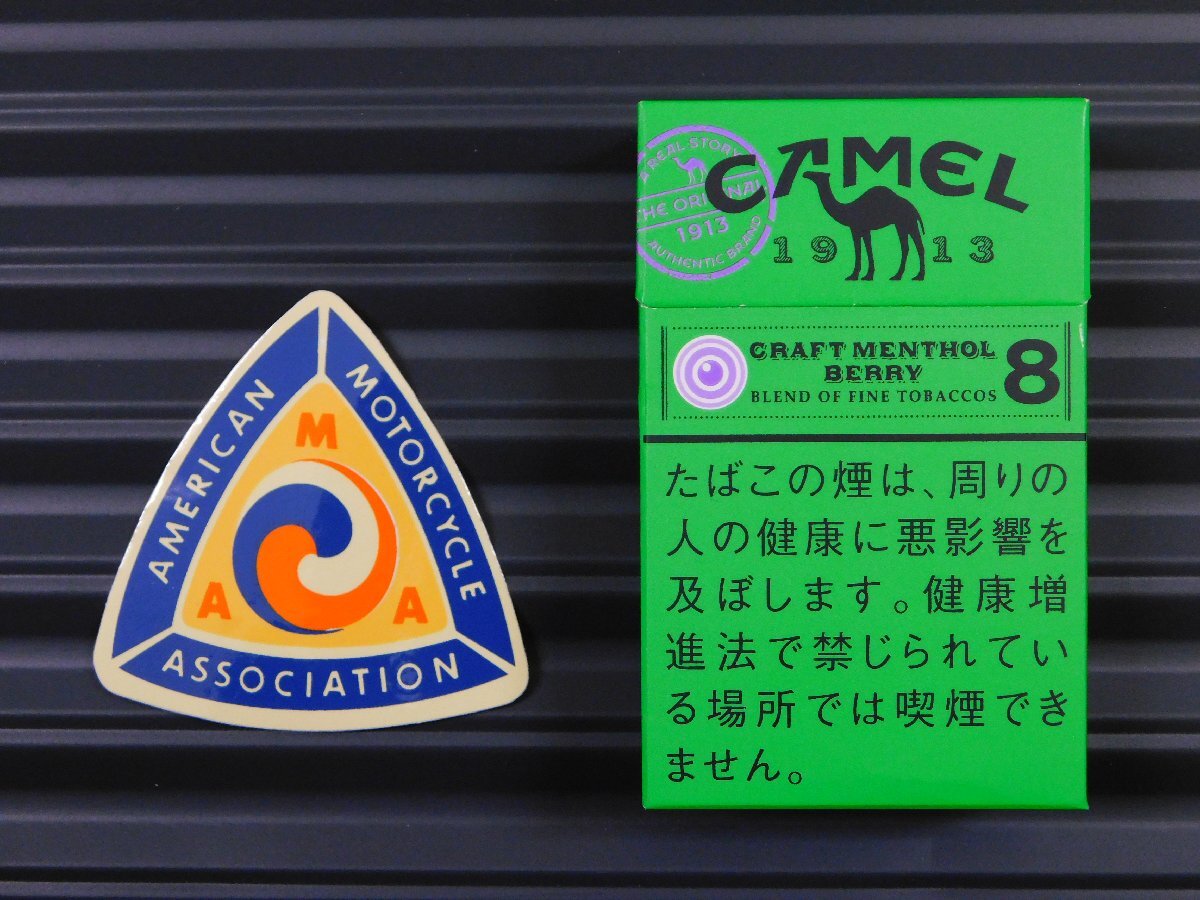 AMERICAN
MOTORCYCLE
ASSOCIATION
M
A
A
A REAL STORY
THE ORIGINAL
1913
AUTHENTIC BRAND
CAMEL
1913
CRAFT MENTHOL
BERRY
BLEND OF FINE TOBACCOS
8
たばこの煙は、周りの
人の健康に悪影響を
及ぼします。健康増
進法で禁じられてい
る場所では喫煙でき
ません。